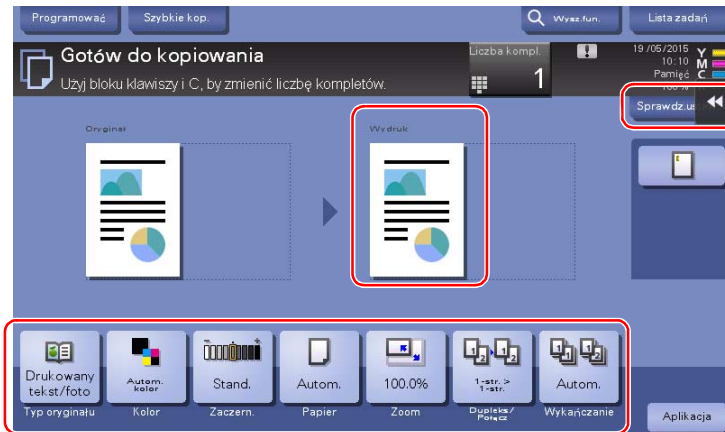 Programować
Szybkie kop.
Wysz.fun.
Lista zadań
Gotów do kopiowania
Użyj bloku klawiszy i C, by zmienić liczbę kompletów.
Liczba kompl.
1
19/05/2015
10:10
Pamięć
100 %
Y
M
C
Sprawdz.us
Oryginał
Wydruk
Drukowany
tekst/foto
Typ oryginału
Autom.
kolor
Kolor
Stand.
Zaczern.
Autom.
Papier
100.0%
Zoom
1-str. >
1-str.
Dupleks/
Połącz
Autom.
Wykańczanie
Aplikacja